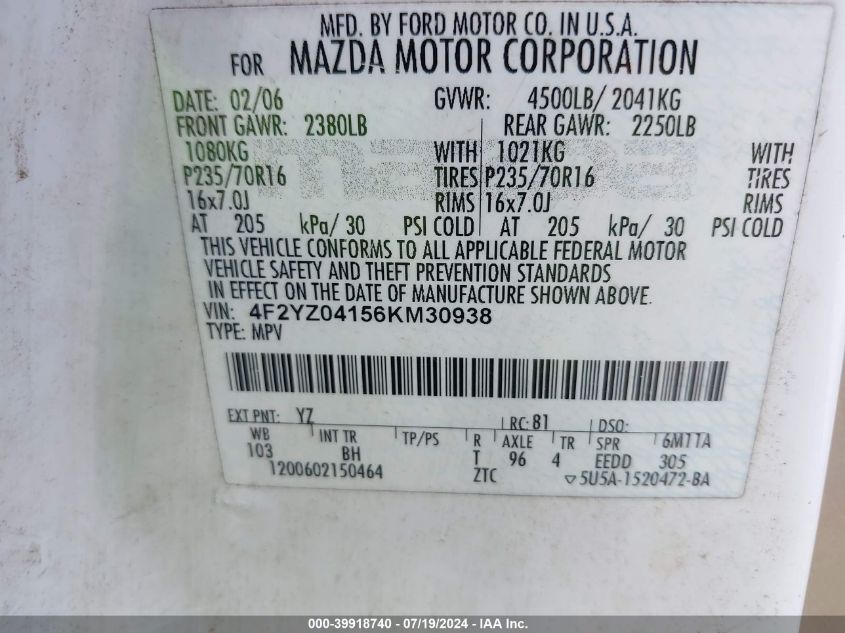 MFD. BY FORD MOTOR CO. IN U.S.A.
FOR MAZDA MOTOR CORPORATION
DATE: 02/06 GVWR: 4500LB/ 2041KG
FRONT GAWR: 2380LB REAR GAWR: 2250LB
1080KG WITH 1021KG WITH
P235/70R16 TIRES P235/70R16 TIRES
16x7.0J RIMS 16x7.0J RIMS
AT 205 kPa/ 30 PSI COLD AT 205 kPa/ 30 PSI COLD
THIS VEHICLE CONFORMS TO ALL APPLICABLE FEDERAL MOTOR
VEHICLE SAFETY AND THEFT PREVENTION STANDARDS
IN EFFECT ON THE DATE OF MANUFACTURE SHOWN ABOVE.
VIN: 4F2YZ04156KM30938
TYPE: MPV
EXT PNT: YZ RC: 81 DSO:
WB INT TR TP/PS R AXLE TR SPR 6M11A
103 BH T 96 4 EEDD 305
1200602150464 ZTC ▽5U5A-1520472-BA
000-39918740 - 07/19/2024 - IAA Inc.